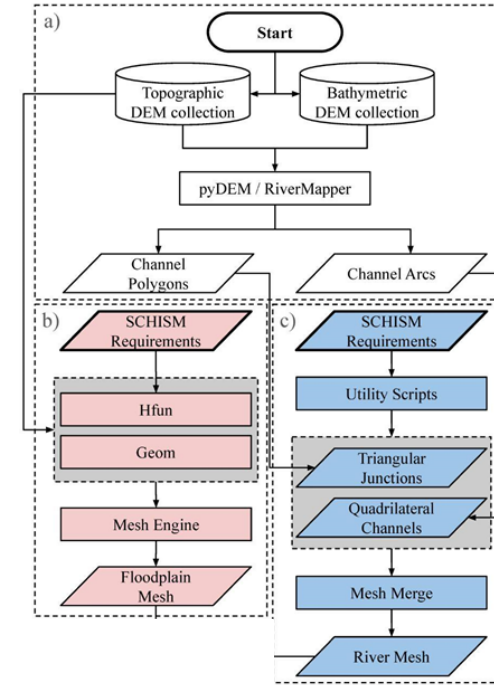 a)
Start
Topographic
DEM collection
Bathymetric
DEM collection
pyDEM / RiverMapper
Channel
Polygons
Channel Arcs
b)
SCHISM
Requirements
Hfun
Geom
Mesh Engine
Floodplain
Mesh
c)
SCHISM
Requirements
Utility Scripts
Triangular
Junctions
Quadrilateral
Channels
Mesh Merge
River Mesh